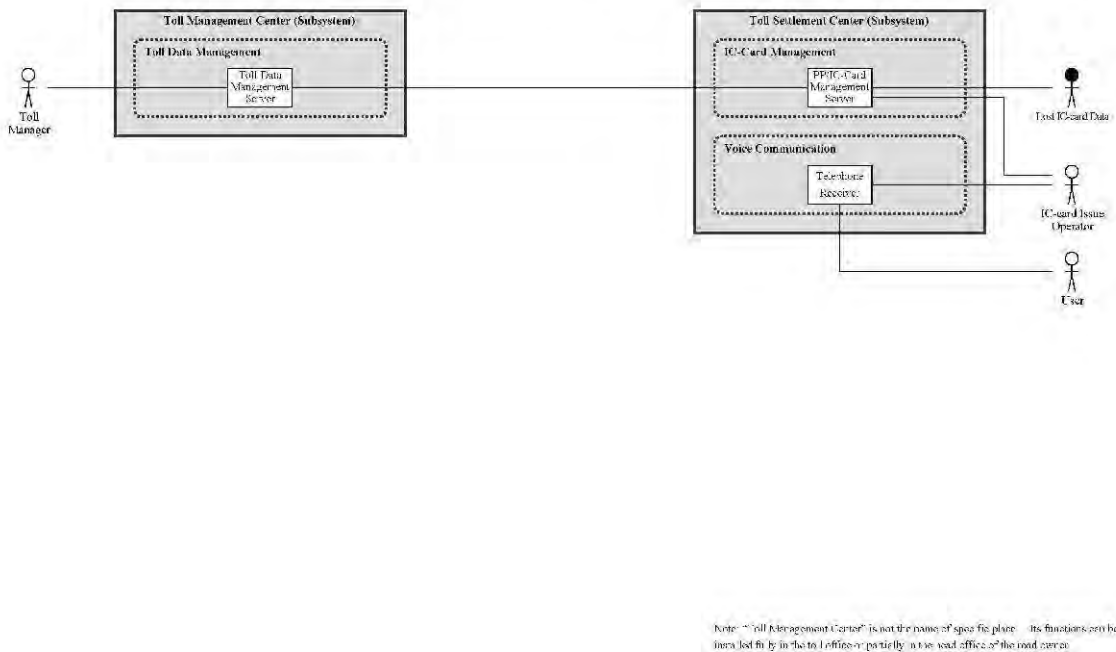 Toll Management Center (Subsystem)
Toll Data Management
Toll Data
Management
Server
Toll
Manager
Toll Settlement Center (Subsystem)
IC-Card Management
PP/IC-Card
Management
Server
Lost IC-card Data
Voice Communication
Telephone
Receiver
IC-card Issue
Operator
User
Note: "Toll Management Center" is not the name of specific place. Its functions can be
installed fully in the toll office or partially in the head office of the road owner.